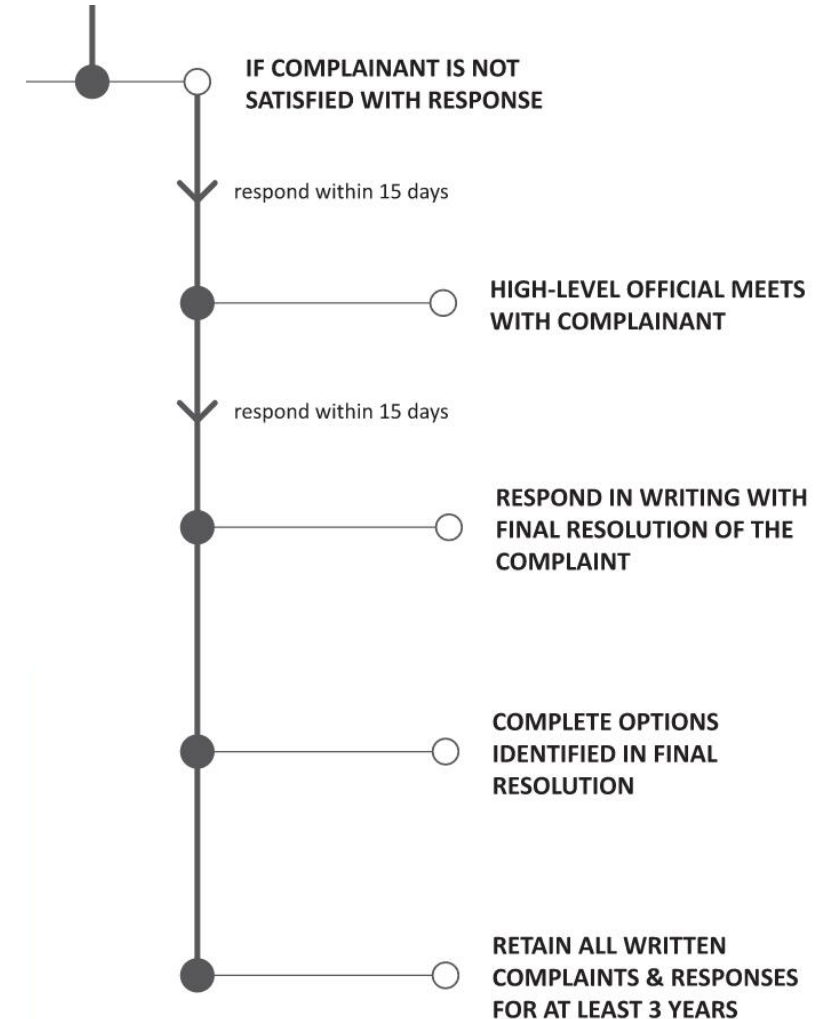 IF COMPLAINANT IS NOT
SATISFIED WITH RESPONSE
respond within 15 days
HIGH-LEVEL OFFICIAL MEETS
WITH COMPLAINANT
respond within 15 days
RESPOND IN WRITING WITH
FINAL RESOLUTION OF THE
COMPLAINT
COMPLETE OPTIONS
IDENTIFIED IN FINAL
RESOLUTION
RETAIN ALL WRITTEN
COMPLAINTS & RESPONSES
FOR AT LEAST 3 YEARS